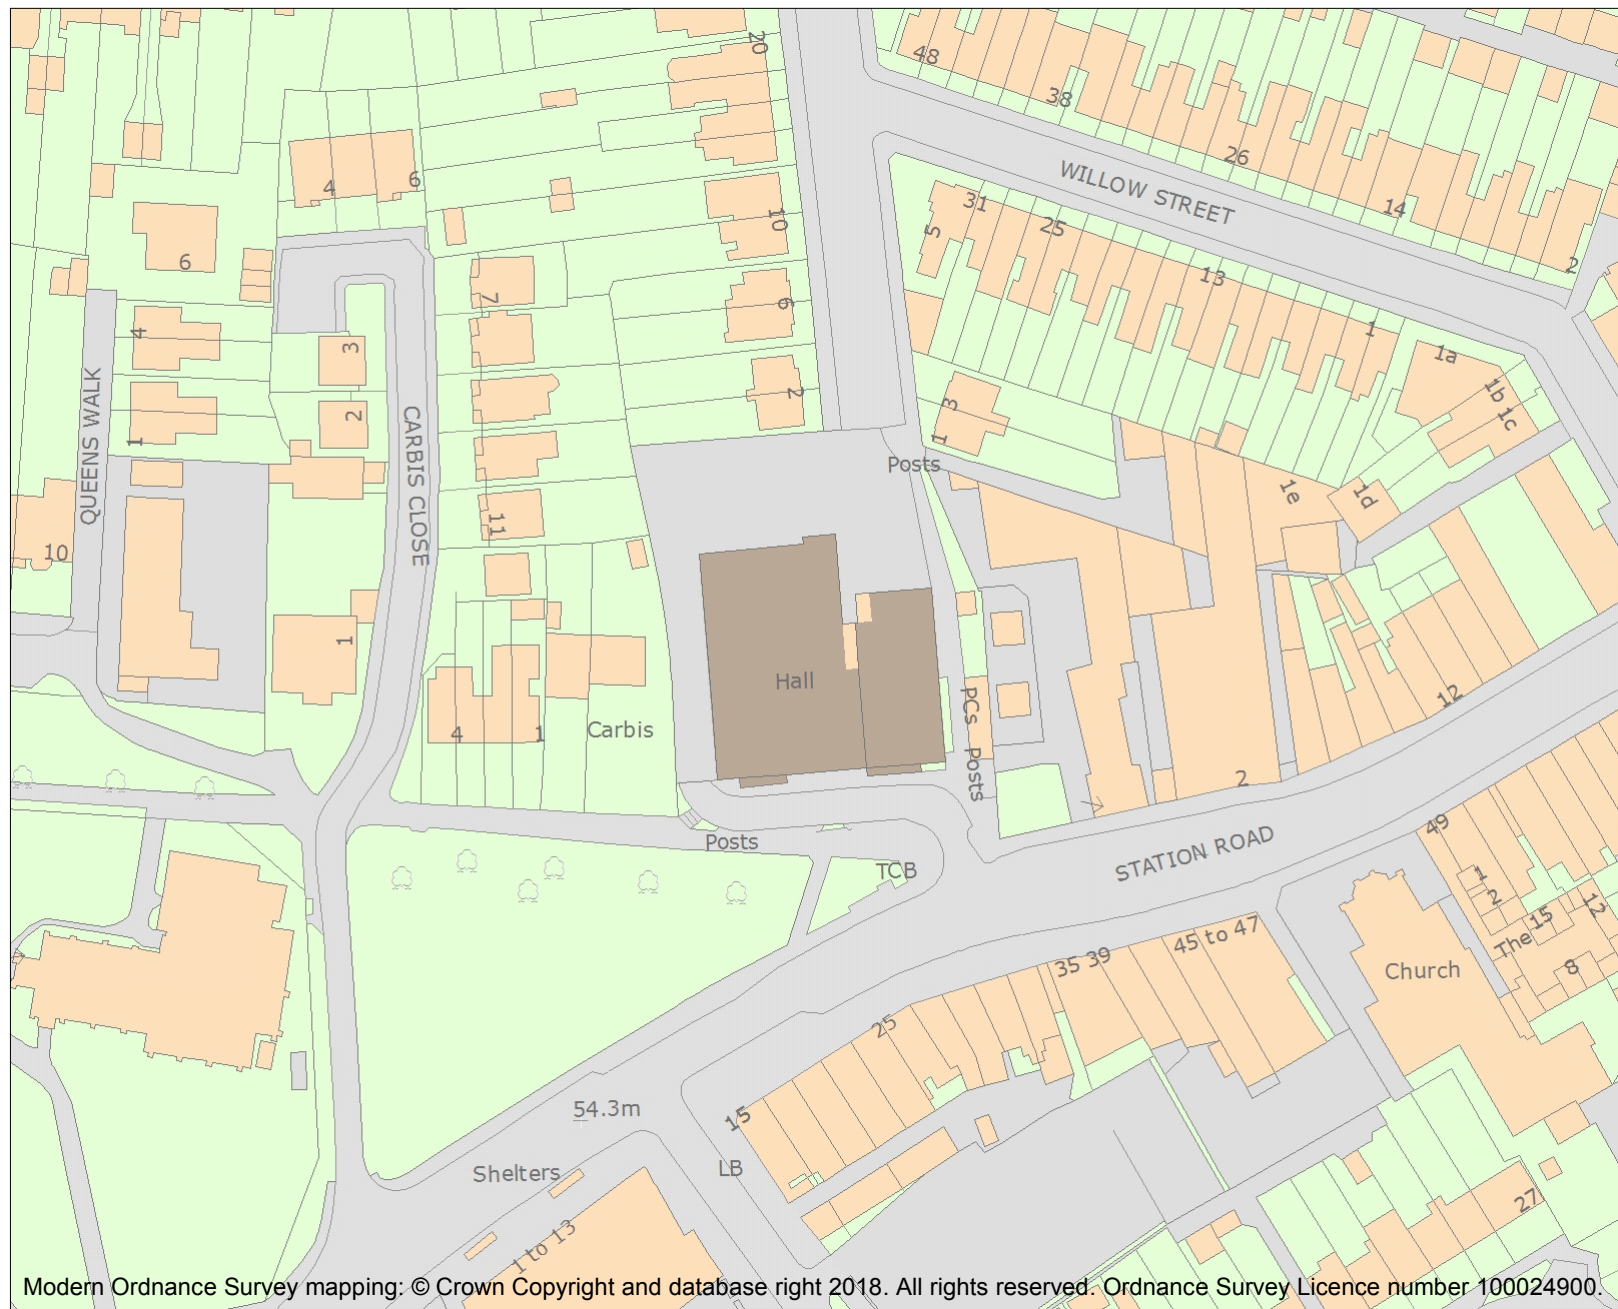 20
48
38
26
14
2
WILLOW STREET
4
6
6
10
31
25
5
13
1
1a
1b
1c
7
6
4
3
2
1
QUEENS WALK
CARBIS CLOSE
2
3
1
Posts
1e
1d
10
11
1
Hall
PCs
Posts
Carbis
4
1
12
2
Posts
TCB
STATION ROAD
49
1
2
The
15
12
8
45 to 47
35
39
Church
25
54.3m
15
Shelters
LB
27
1 to 13
Modern Ordnance Survey mapping: © Crown Copyright and database right 2018. All rights reserved. Ordnance Survey Licence number 100024900.